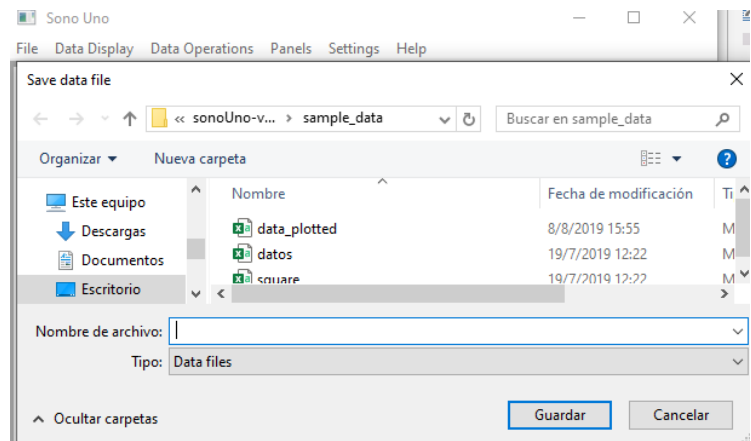 Sono Uno
File Data Display Data Operations Panels Settings Help
Save data file
« sonoUno-v... › sample_data
Buscar en sample_data
Organizar
Nueva carpeta
Este equipo
Descargas
Documentos
Escritorio
Nombre Fecha de modificación Ti
data_plotted 8/8/2019 15:55 M
datos 19/7/2019 12:22 M
square 19/7/2019 12:22 M
Nombre de archivo:
Tipo: Data files
Ocultar carpetas
Guardar
Cancelar